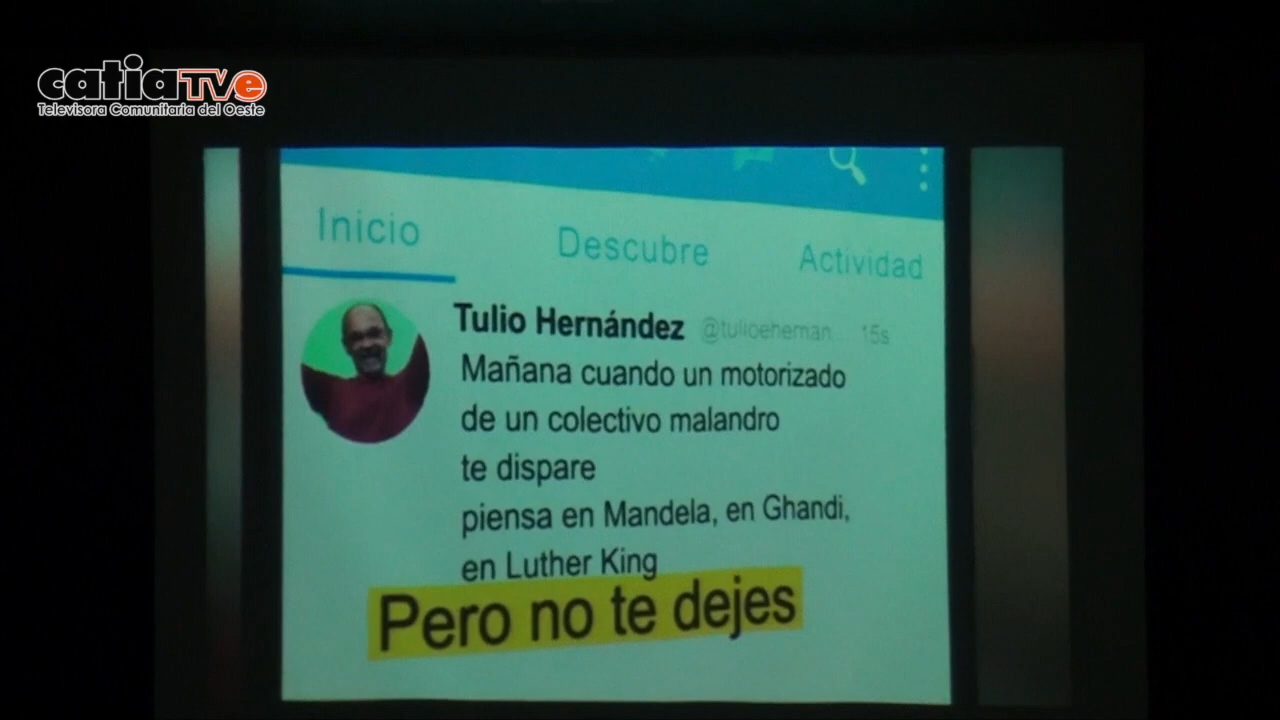 catiaTVe
Televisora Comunitaria del Oeste
Inicio
Descubre
Actividad
Tulio Hernández @tulioehernan... 15s
Mañana cuando un motorizado
de un colectivo malandro
te dispare
piensa en Mandela, en Ghandi,
en Luther King
Pero no te dejes